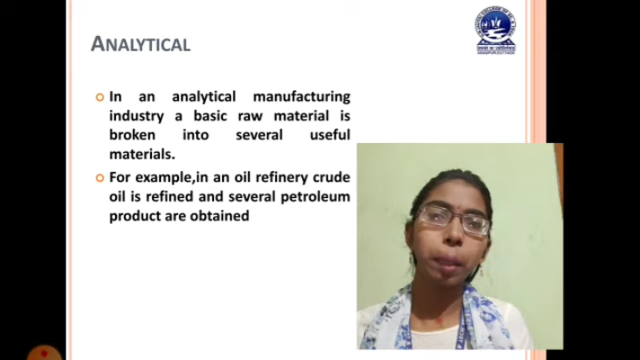 ANALYTICAL
In an analytical manufacturing
industry a basic raw material is
broken into several useful
materials.
For example,in an oil refinery crude
oil is refined and several petroleum
product are obtained